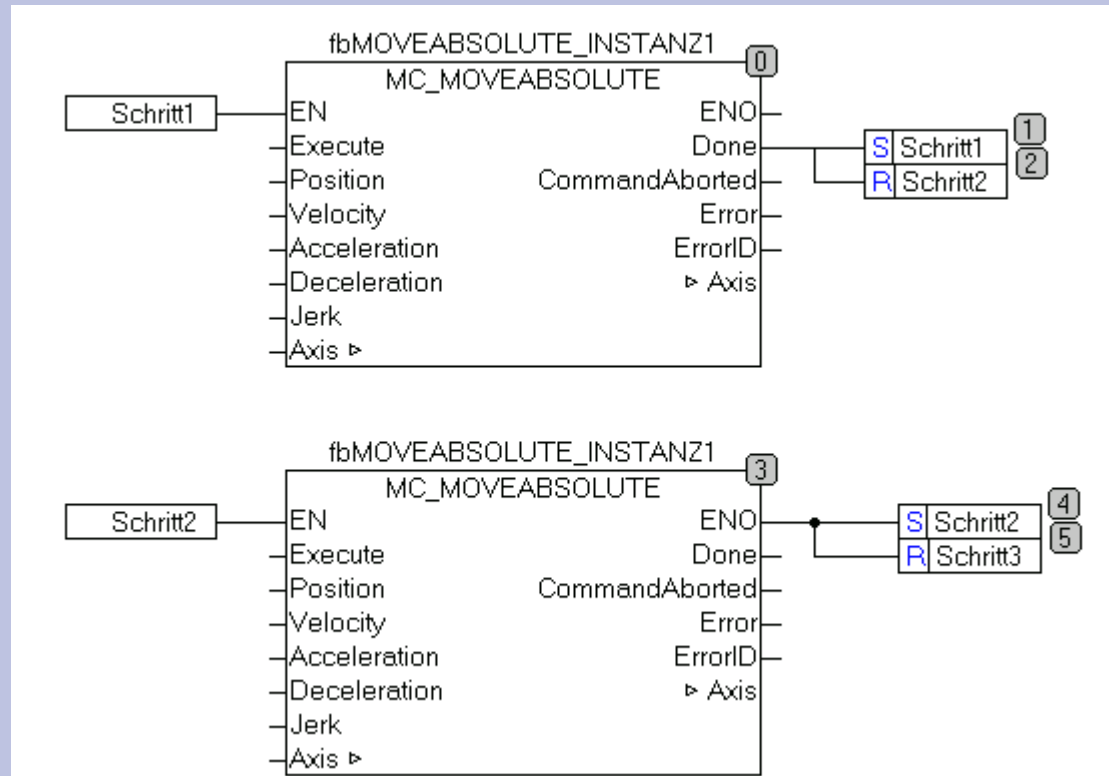 fbMOVEABSOLUTE_INSTANZ1
0
MC_MOVEABSOLUTE
Schritt1 EN ENO
1
Execute Done S Schritt1
2
Position CommandAborted R Schritt2
Velocity Error
Acceleration ErrorID
Deceleration Axis
Jerk
Axis
fbMOVEABSOLUTE_INSTANZ1
3
MC_MOVEABSOLUTE
4
Schritt2 EN ENO S Schritt2
5
Execute Done R Schritt3
Position CommandAborted
Velocity Error
Acceleration ErrorID
Deceleration Axis
Jerk
Axis